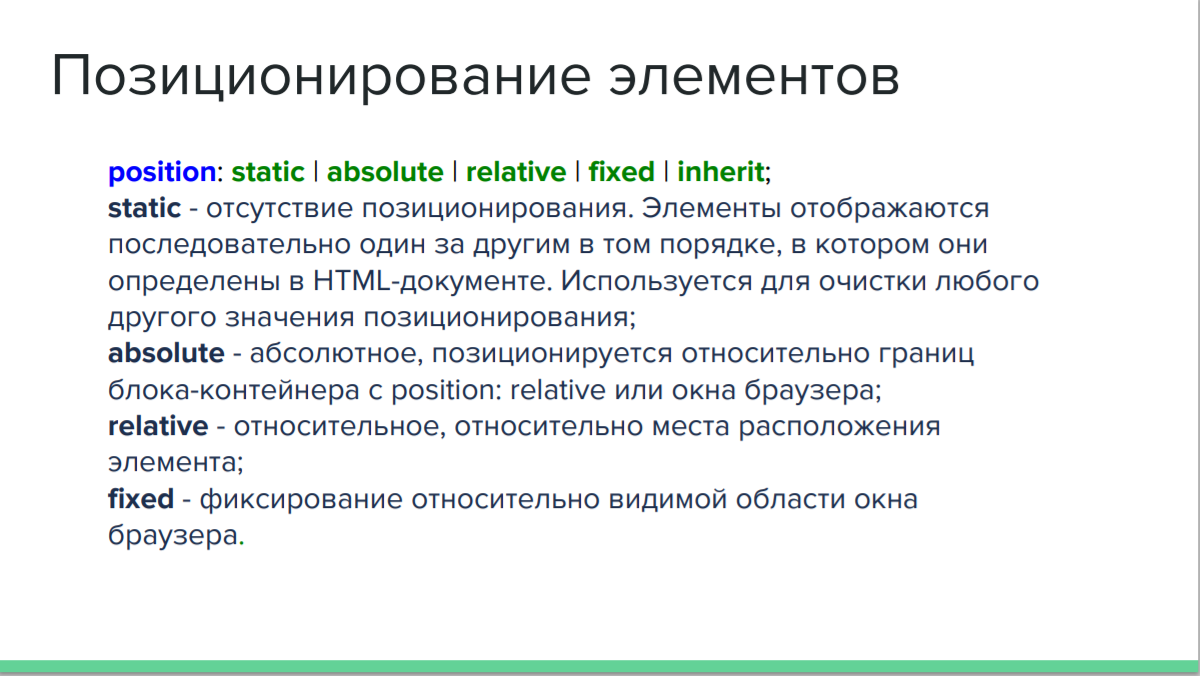 Позиционирование элементов
position: static | absolute | relative | fixed | inherit;
static - отсутствие позиционирования. Элементы отображаются
последовательно один за другим в том порядке, в котором они
определены в HTML-документе. Используется для очистки любого
другого значения позиционирования;
absolute - абсолютное, позиционируется относительно границ
блока-контейнера с position: relative или окна браузера;
relative - относительное, относительно места расположения
элемента;
fixed - фиксирование относительно видимой области окна
браузера.